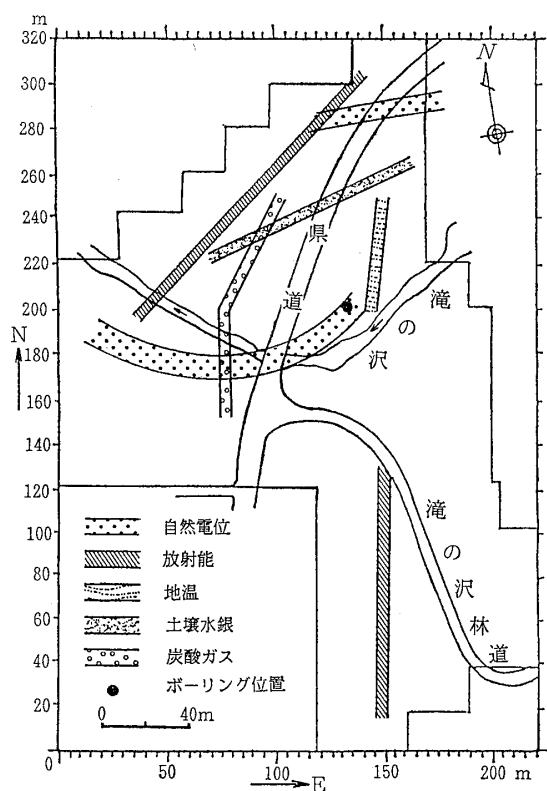 m
320
300
280
260
240
220
200
N
180
160
140
120
100
80
60
40
20
0
50
100
150
200 m
E
N
県
道
滝
の
沢
滝
の
沢
林
道
自然電位
放射能
地温
土壌水銀
炭酸ガス
ボーリング位置
0 40m